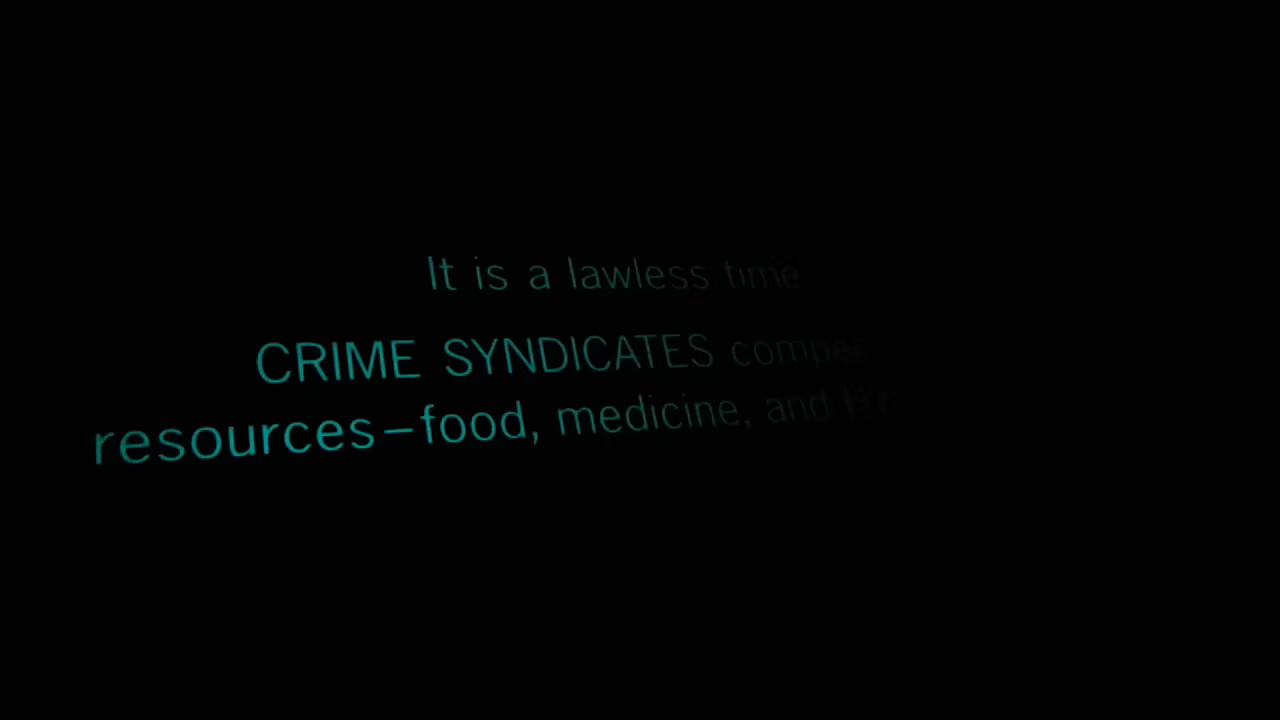 It is a lawless time
CRIME SYNDICATES
resources–food, medicine, and